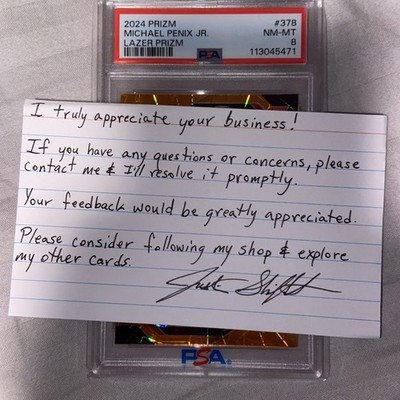 2024 PRIZM #378
MICHAEL PENIX JR. NM-MT
LAZER PRIZM PSA 8
113045471
I truly appreciate your business!
If you have any questions or concerns, please
contact me & I'll resolve it promptly.
Your feedback would be greatly appreciated.
Please consider following my shop & explore
my other cards.
Justin
PSA